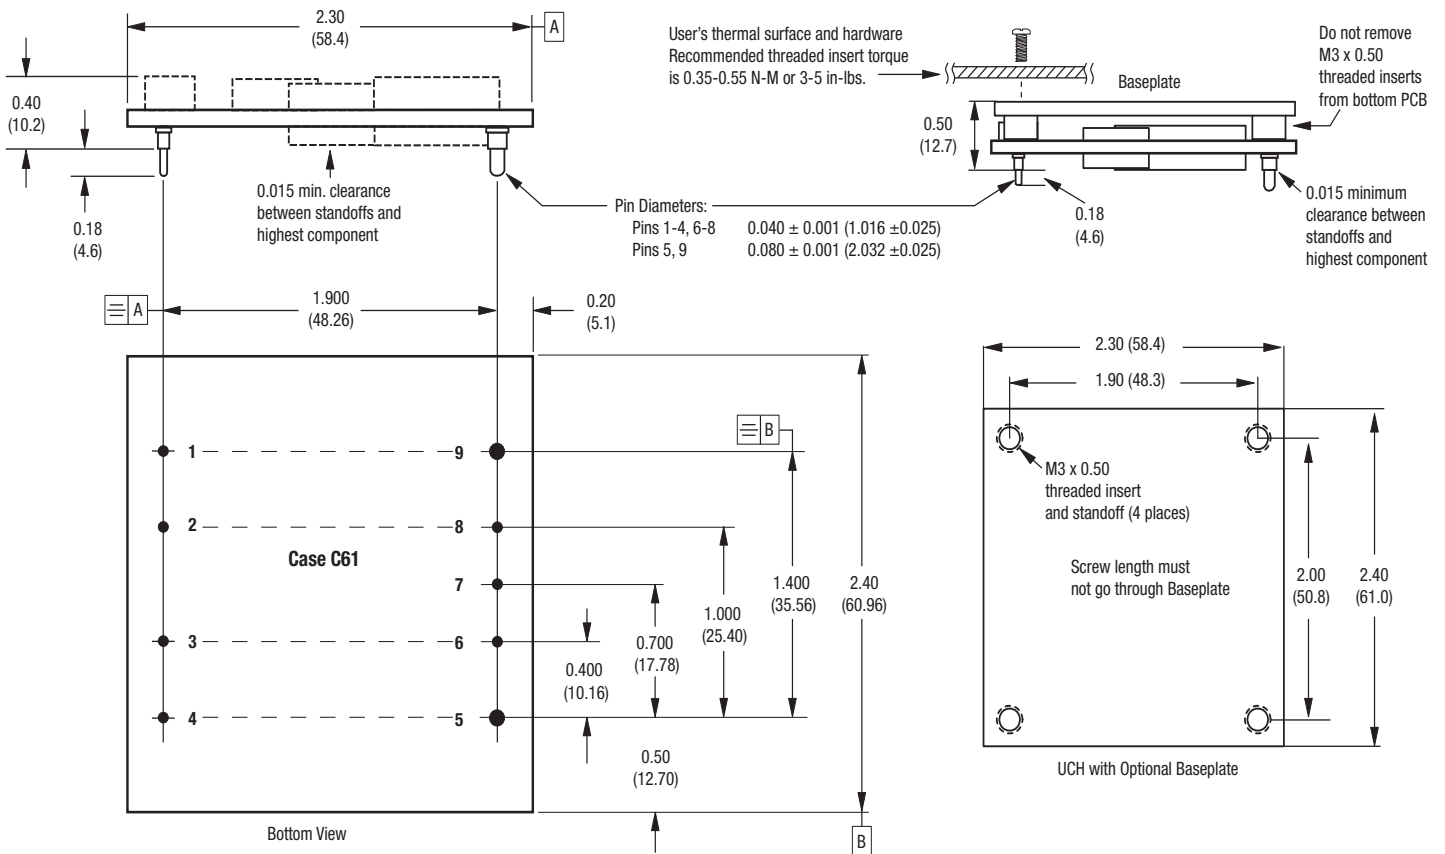 2.30
(58.4)
A
0.40
(10.2)
0.18
(4.6)
0.015 min. clearance
between standoffs and
highest component
User's thermal surface and hardware
Recommended threaded insert torque
is 0.35-0.55 N-M or 3-5 in-lbs.
Do not remove
M3 x 0.50
threaded inserts
from bottom PCB
Baseplate
0.50
(12.7)
0.18
(4.6)
0.015 minimum
clearance between
standoffs and
highest component
Pin Diameters:
Pins 1-4, 6-8 0.040 ± 0.001 (1.016 ±0.025)
Pins 5, 9 0.080 ± 0.001 (2.032 ±0.025)
A
1.900
(48.26)
0.20
(5.1)
B
1
9
2
8
Case C61
7
3
6
4
5
0.400
(10.16)
0.700
(17.78)
1.000
(25.40)
1.400
(35.56)
2.40
(60.96)
0.50
(12.70)
B
Bottom View
2.30 (58.4)
1.90 (48.3)
M3 x 0.50
threaded insert
and standoff (4 places)
Screw length must
not go through Baseplate
2.00
(50.8)
2.40
(61.0)
UCH with Optional Baseplate